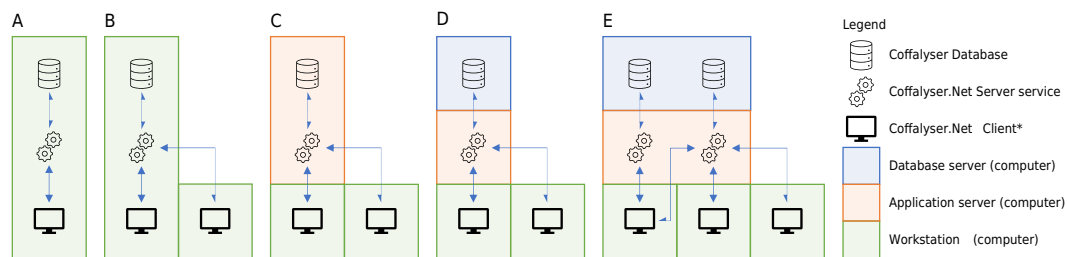 A B C D E
Legend
Coffalyser Database
Coffalyser.Net Server service
Coffalyser.Net Client*
Database server (computer)
Application server (computer)
Workstation (computer)